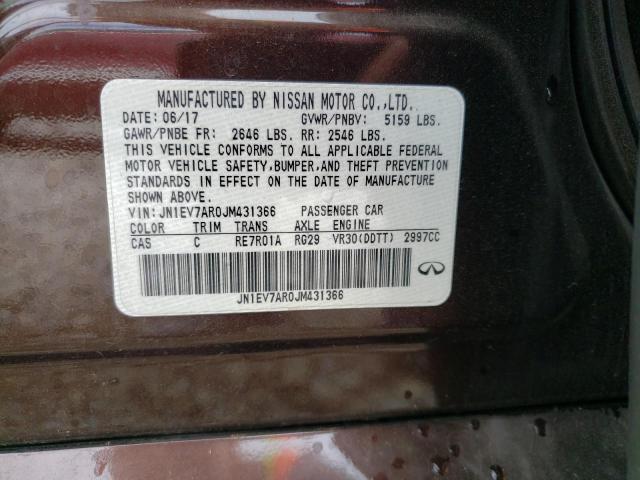 MANUFACTURED BY NISSAN MOTOR CO.,LTD.
DATE: 06/17 GVWR/PNBV: 5159 LBS.
GAWR/PNBE FR: 2646 LBS. RR: 2546 LBS.
THIS VEHICLE CONFORMS TO ALL APPLICABLE FEDERAL
MOTOR VEHICLE SAFETY, BUMPER, AND THEFT PREVENTION
STANDARDS IN EFFECT ON THE DATE OF MANUFACTURE
SHOWN ABOVE.
VIN: JN1EV7AR0JM431366 PASSENGER CAR
COLOR TRIM TRANS AXLE ENGINE
CAS C RE7R01A RG29 VR30(DDTT) 2997CC
JN1EV7AR0JM431366